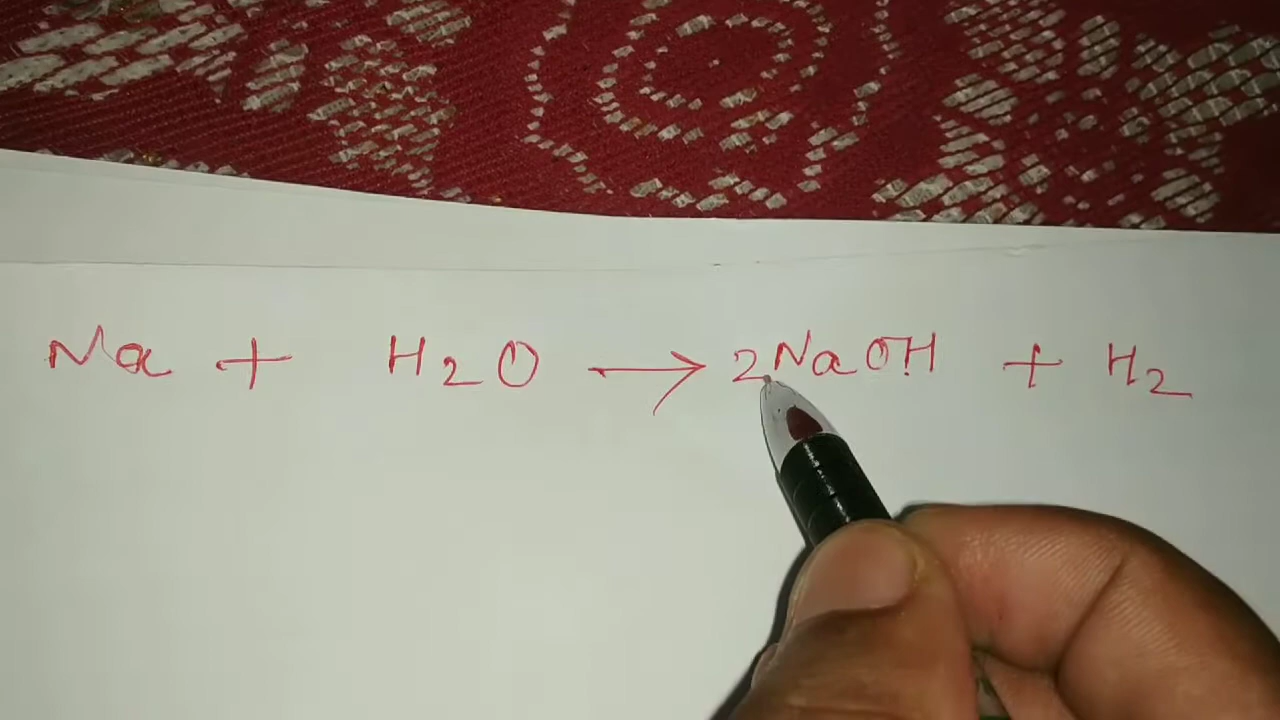 Na + H2O → 2NaOH + H2